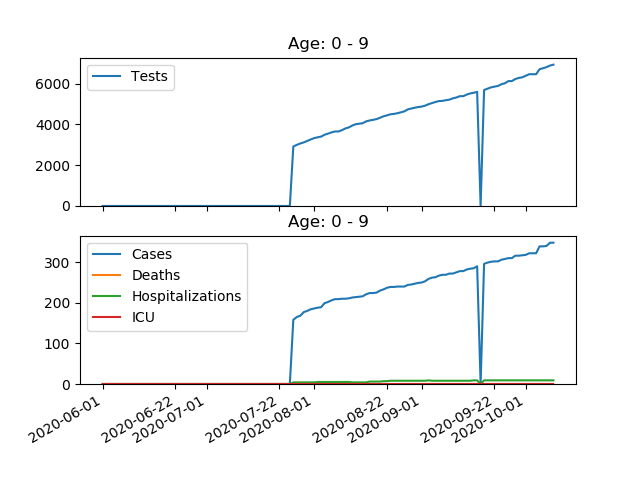 Age: 0 - 9
Tests
6000
4000
2000
0
Age: 0 - 9
Cases
Deaths
Hospitalizations
ICU
300
200
100
0
2020-06-01
2020-06-22
2020-07-01
2020-07-22
2020-08-01
2020-08-22
2020-09-01
2020-09-22
2020-10-01